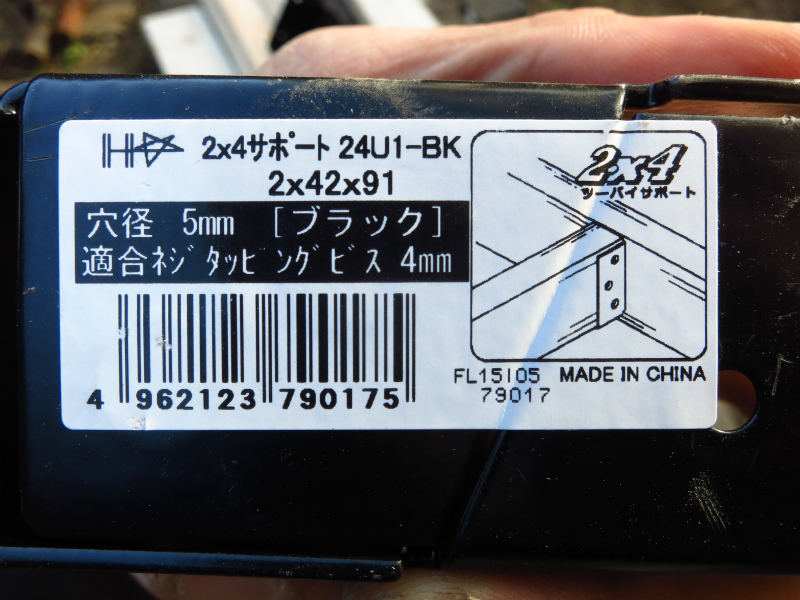 2x4サポート 24U1-BK
2x42x91
穴径 5mm [ブラック]
適合ネジタッピングビス 4mm
4 962123 790175
2x4
ツーバイサポート
FL15I05 MADE IN CHINA
79017